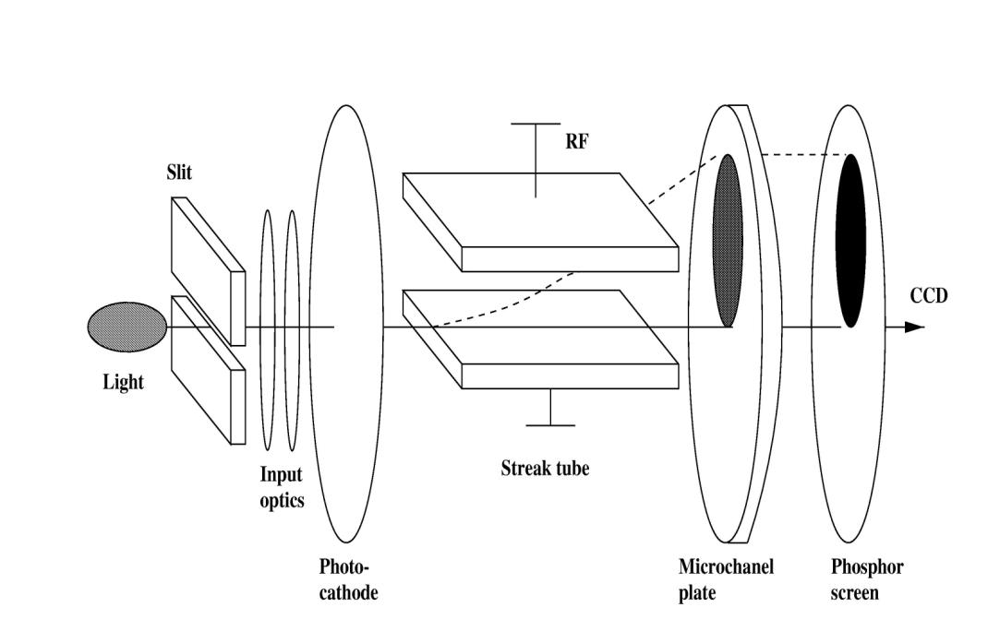 RF
Slit
CCD
Light
Streak tube
Input
optics
Photo-
cathode
Microchanel
plate
Phosphor
screen